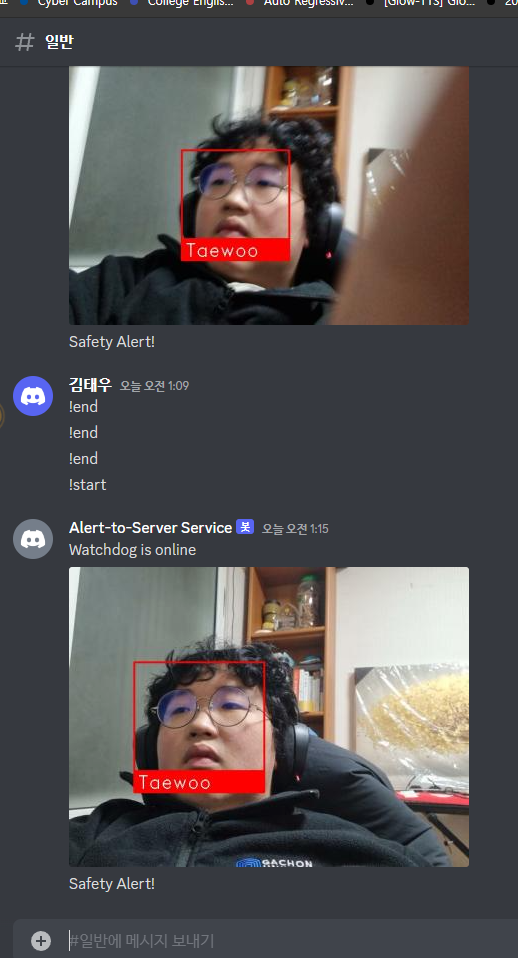 Cyber Campus
College Englis...
Auto Regressiv...
[Glow-TTS] Glo...
20
# 일반
Taewoo
Safety Alert!
김태우 오늘 오전 1:09
!end
!end
!end
!start
Alert-to-Server Service 봇 오늘 오전 1:15
Watchdog is online
Taewoo
GACHON
Safety Alert!
#일반에 메시지 보내기